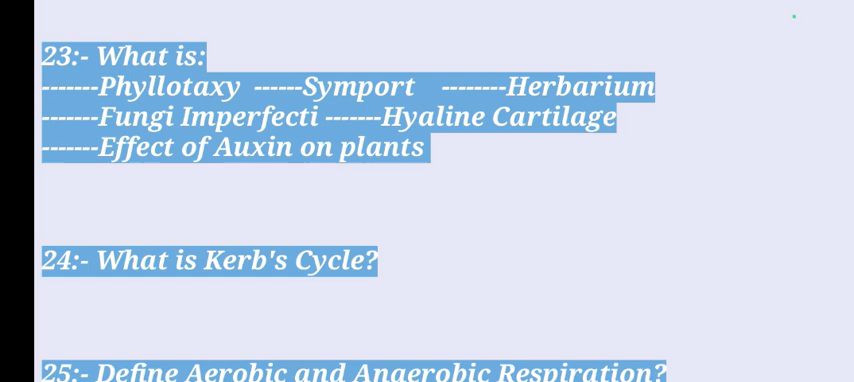 23:- What is:
-------Phyllotaxy ------Symport --------Herbarium
-------Fungi Imperfecti -------Hyaline Cartilage
-------Effect of Auxin on plants
24:- What is Kerb's Cycle?
25:- Define Aerobic and Anaerobic Respiration?